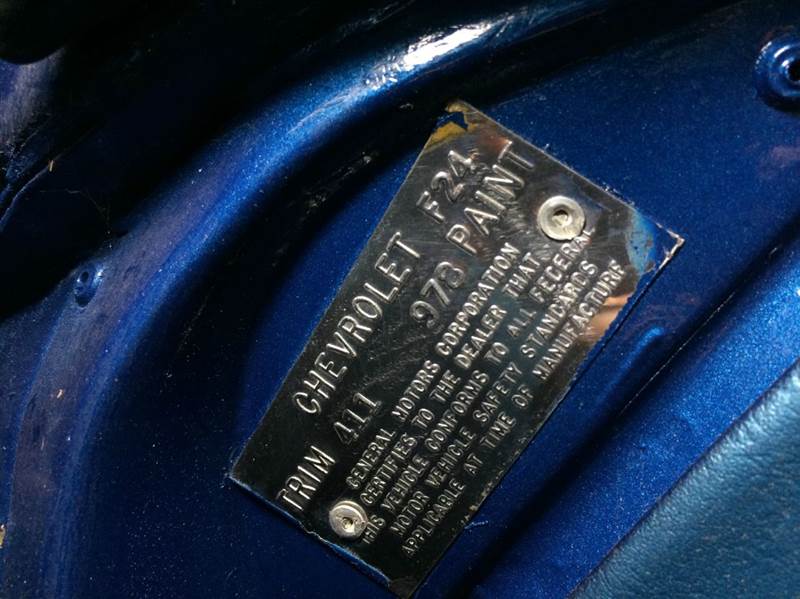 CHEVROLET F24
TRIM 411 978 PAINT
GENERAL MOTORS CORPORATION
CERTIFIES TO THE DEALER THAT
THIS VEHICLE CONFORMS TO ALL FEDERAL
MOTOR VEHICLE SAFETY STANDARDS
APPLICABLE AT TIME OF MANUFACTURE